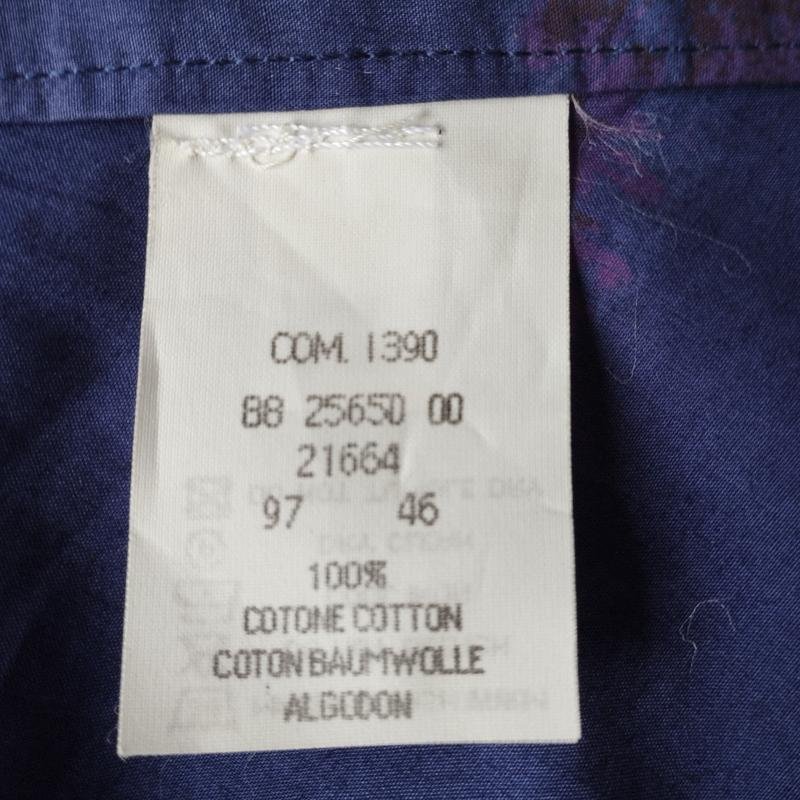 COM. 1390
88 25650 00
21664
97 46
100%
COTONE COTTON
COTON BAUMWOLLE
ALGODON